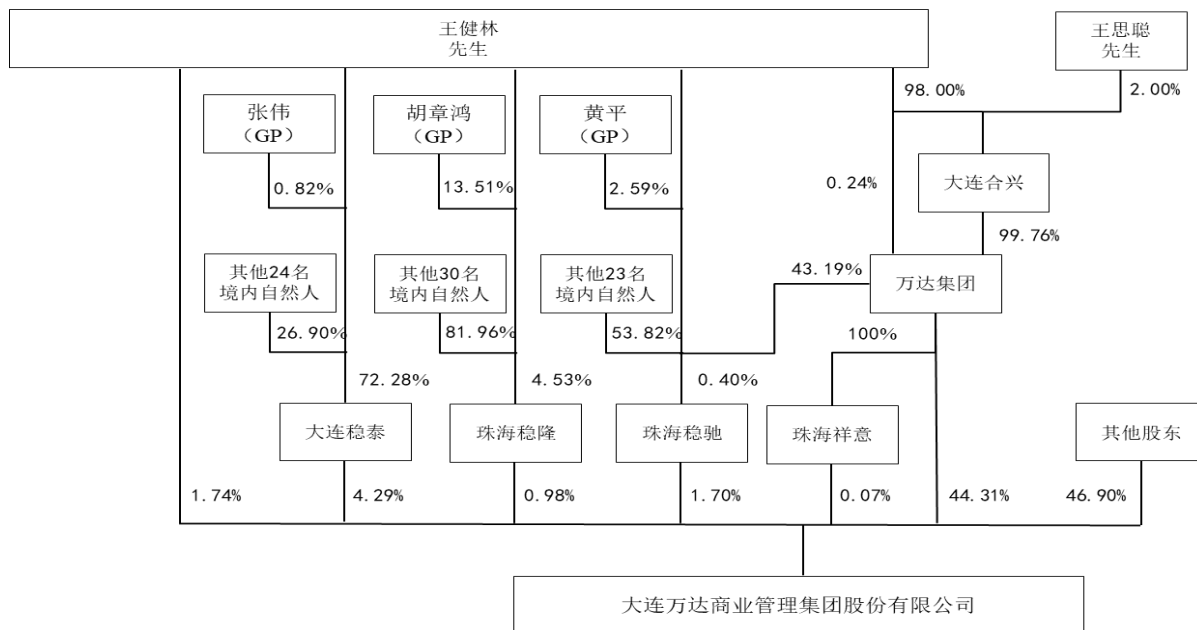 王健林
先生
王思聪
先生
98.00%
2.00%
张伟
（GP）
胡章鸿
（GP）
黄平
（GP）
0.82%
13.51%
2.59%
0.24%
大连合兴
99.76%
其他24名
境内自然人
其他30名
境内自然人
其他23名
境内自然人
43.19%
万达集团
26.90%
81.96%
53.82%
100%
72.28%
4.53%
0.40%
大连稳泰
珠海稳隆
珠海稳驰
珠海祥意
其他股东
1.74%
4.29%
0.98%
1.70%
0.07%
44.31%
46.90%
大连万达商业管理集团股份有限公司